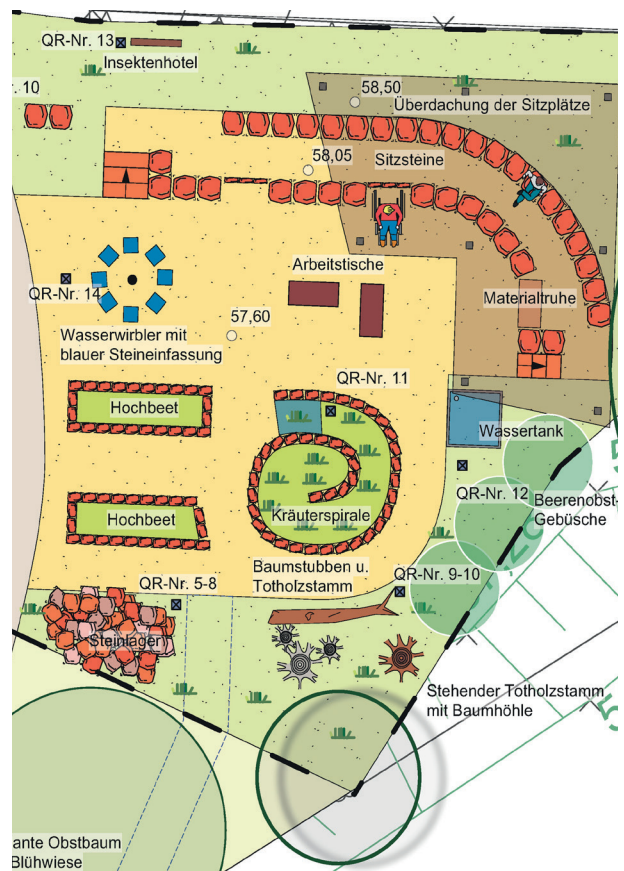 QR-Nr. 13
Insektenhotel
10
58,50
Überdachung der Sitzplätze
58,05
Sitzsteine
QR-Nr. 14
Arbeitstische
Materialtruhe
57,60
Wasserwirbler mit
blauer Steineinfassung
QR-Nr. 11
Hochbeet
Wassertank
QR-Nr. 12
Beerenobst-
Gebüsche
Kräuterspirale
Hochbeet
Baumstubben u.
Totholzstamm
QR-Nr. 9-10
QR-Nr. 5-8
Steinlager
Stehender Totholzstamm
mit Baumhöhle
ante Obstbaum
Blühwiese